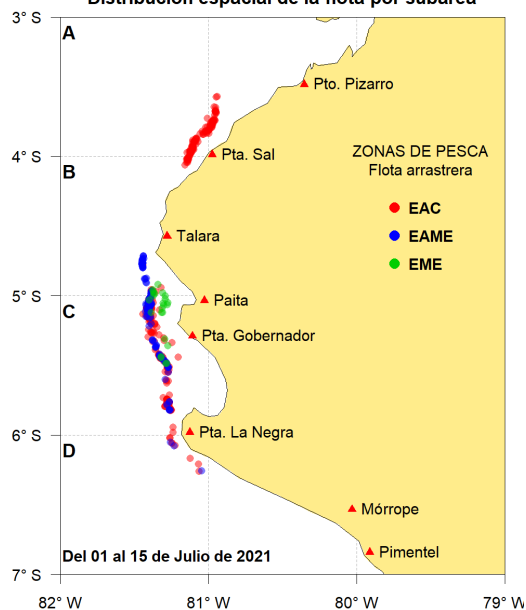 Distribución espacial de la flota por subárea
3° S
A
Pto. Pizarro
ZONAS DE PESCA
Flota arrastrera
4° S
Pta. Sal
B
EAC
Talara
EAME
EME
5° S
Paita
C
Pta. Gobernador
6° S
Pta. La Negra
D
Mórrope
Del 01 al 15 de Julio de 2021
Pimentel
7° S
82° W
81° W
80° W
79° W